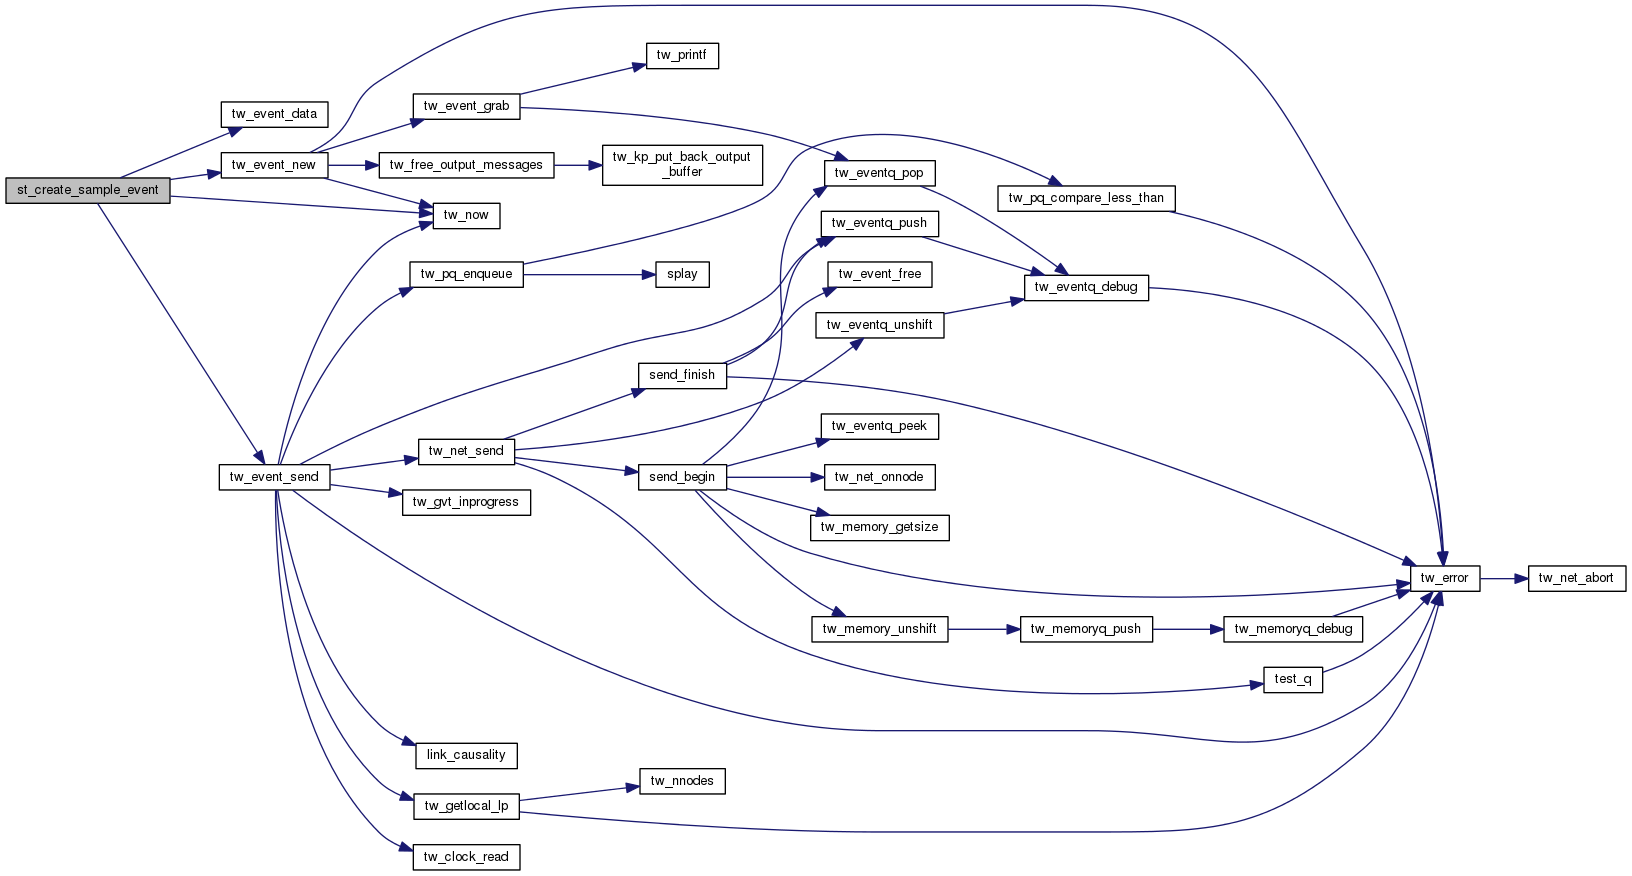 tw_printf
tw_event_grab
tw_event_data
tw_event_new
tw_free_output_messages
tw_kp_put_back_output
_buffer
tw_eventq_pop
st_create_sample_event
tw_pq_compare_less_than
tw_now
tw_eventq_push
tw_pq_enqueue
splay
tw_event_free
tw_eventq_debug
tw_eventq_unshift
send_finish
tw_eventq_peek
tw_net_send
tw_event_send
send_begin
tw_net_onnode
tw_gvt_inprogress
tw_memory_getsize
tw_error
tw_net_abort
tw_memory_unshift
tw_memoryq_push
tw_memoryq_debug
test_q
link_causality
tw_nnodes
tw_getlocal_lp
tw_clock_read